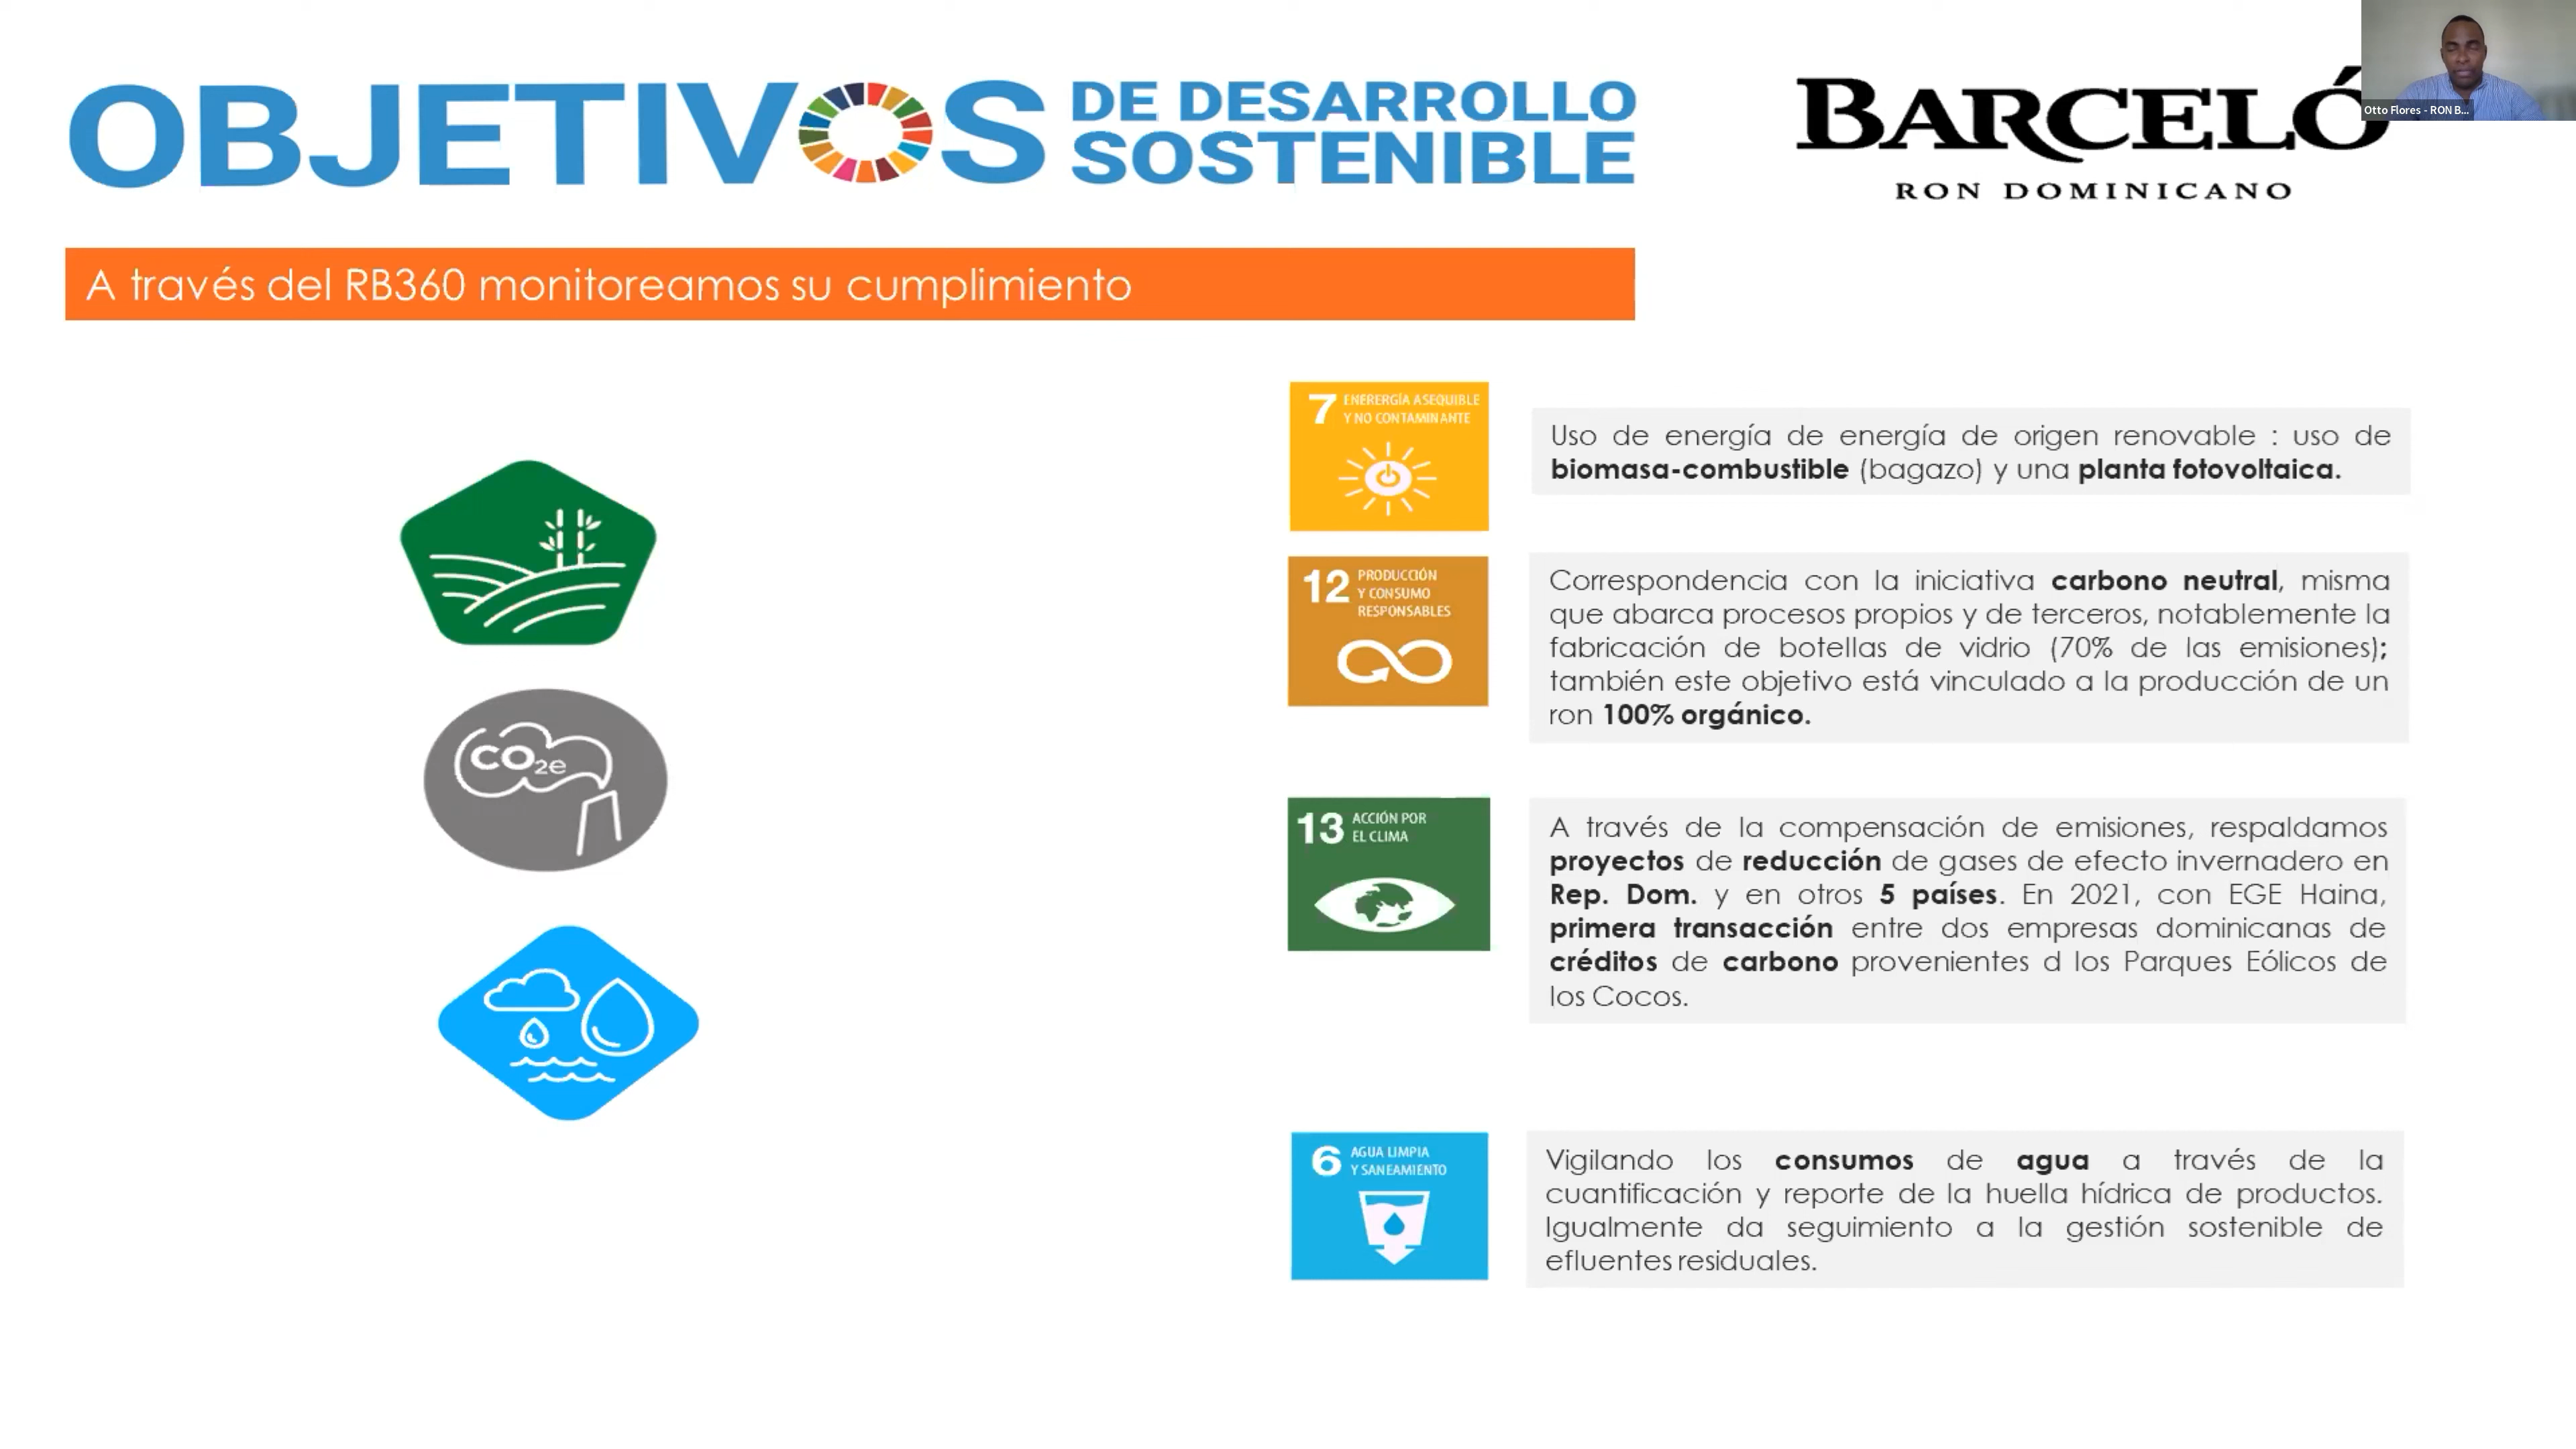 OBJETIVOS DE DESARROLLO
SOSTENIBLE
BARCELÓ
RON DOMINICANO
Otto Flores - RON B...
A través del RB360 monitoreamos su cumplimiento
CO2e
7 ENERERGÍA ASEQUIBLE
Y NO CONTAMINANTE
Uso de energía de energía de origen renovable : uso de
biomasa-combustible (bagazo) y una planta fotovoltaica.
12 PRODUCCIÓN
Y CONSUMO
RESPONSABLES
Correspondencia con la iniciativa carbono neutral, misma
que abarca procesos propios y de terceros, notablemente la
fabricación de botellas de vidrio (70% de las emisiones);
también este objetivo está vinculado a la producción de un
ron 100% orgánico.
13 ACCIÓN POR
EL CLIMA
A través de la compensación de emisiones, respaldamos
proyectos de reducción de gases de efecto invernadero en
Rep. Dom. y en otros 5 países. En 2021, con EGE Haina,
primera transacción entre dos empresas dominicanas de
créditos de carbono provenientes d los Parques Eólicos de
los Cocos.
6 AGUA LIMPIA
Y SANEAMIENTO
Vigilando los consumos de agua a través de la
cuantificación y reporte de la huella hídrica de productos.
Igualmente da seguimiento a la gestión sostenible de
efluentes residuales.